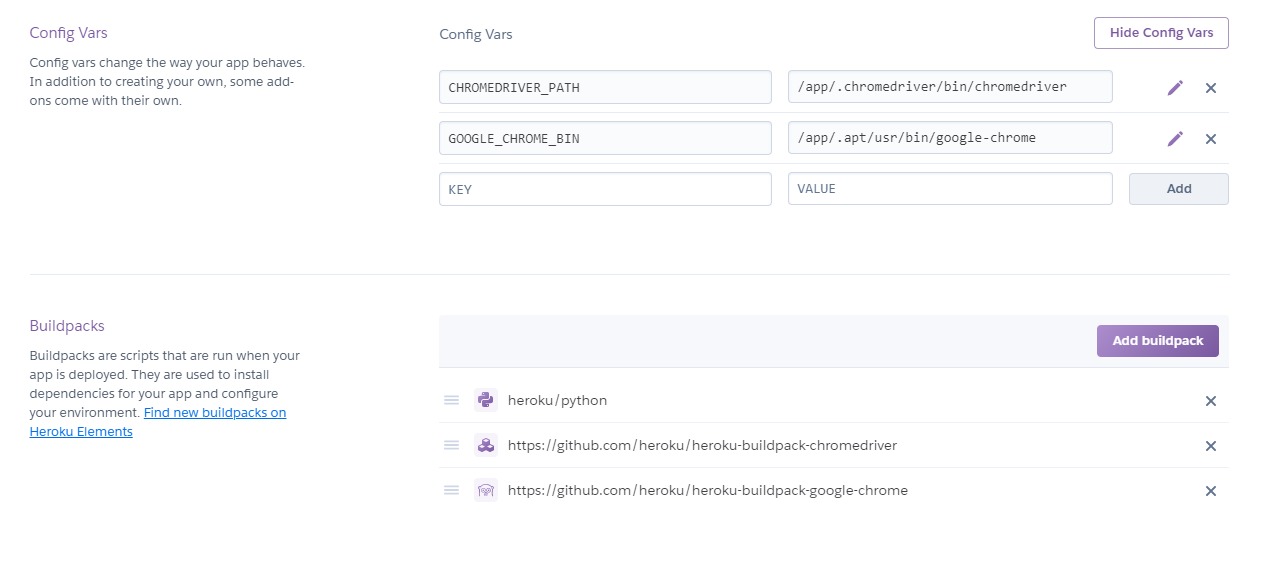 Config Vars
Config vars change the way your app behaves.
In addition to creating your own, some add-
ons come with their own.
Config Vars
Hide Config Vars
CHROMEDRIVER_PATH
/app/.chromedriver/bin/chromedriver
GOOGLE_CHROME_BIN
/app/.apt/usr/bin/google-chrome
KEY
VALUE
Add
Buildpacks
Buildpacks are scripts that are run when your
app is deployed. They are used to install
dependencies for your app and configure
your environment. Find new buildpacks on
Heroku Elements
Add buildpack
heroku/python
https://github.com/heroku/heroku-buildpack-chromedriver
https://github.com/heroku/heroku-buildpack-google-chrome